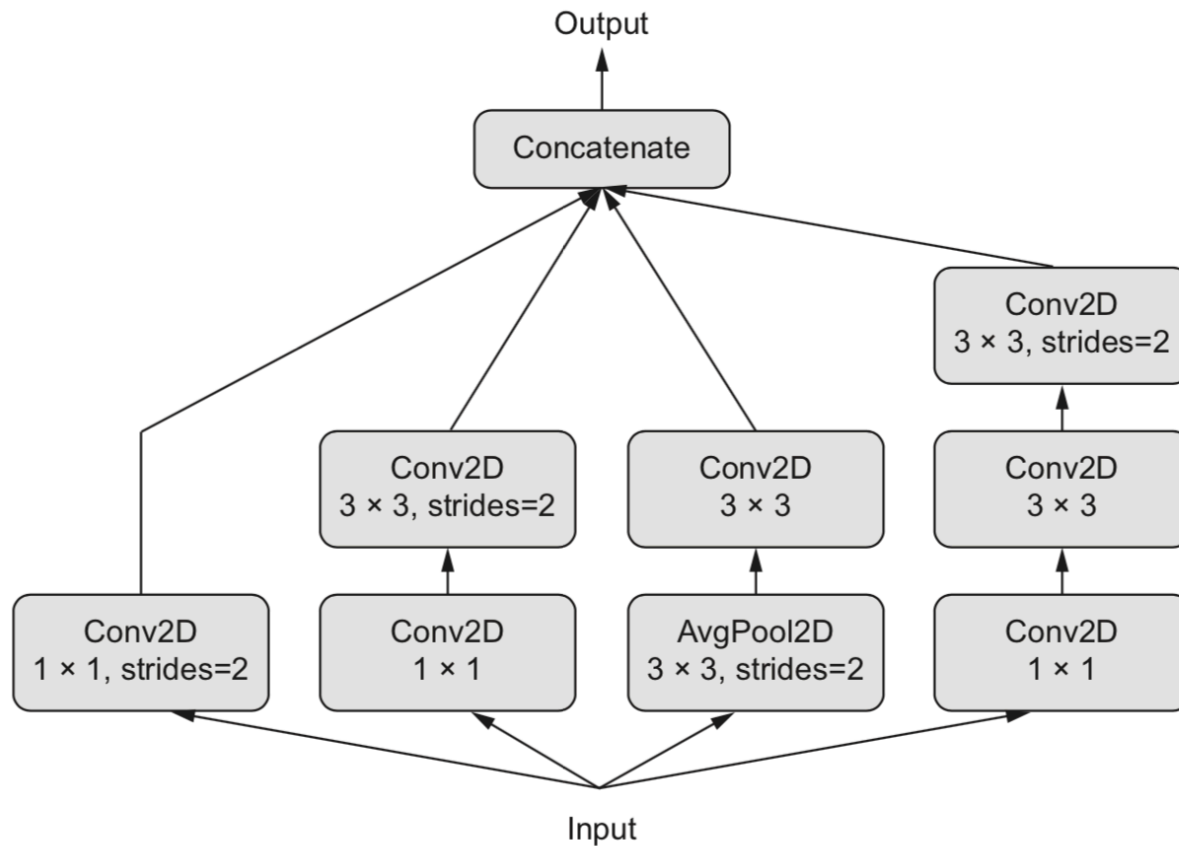 Output
Concatenate
Conv2D
3 × 3, strides=2
Conv2D
3 × 3, strides=2
Conv2D
3 × 3
Conv2D
3 × 3
Conv2D
1 × 1, strides=2
Conv2D
1 × 1
AvgPool2D
3 × 3, strides=2
Conv2D
1 × 1
Input